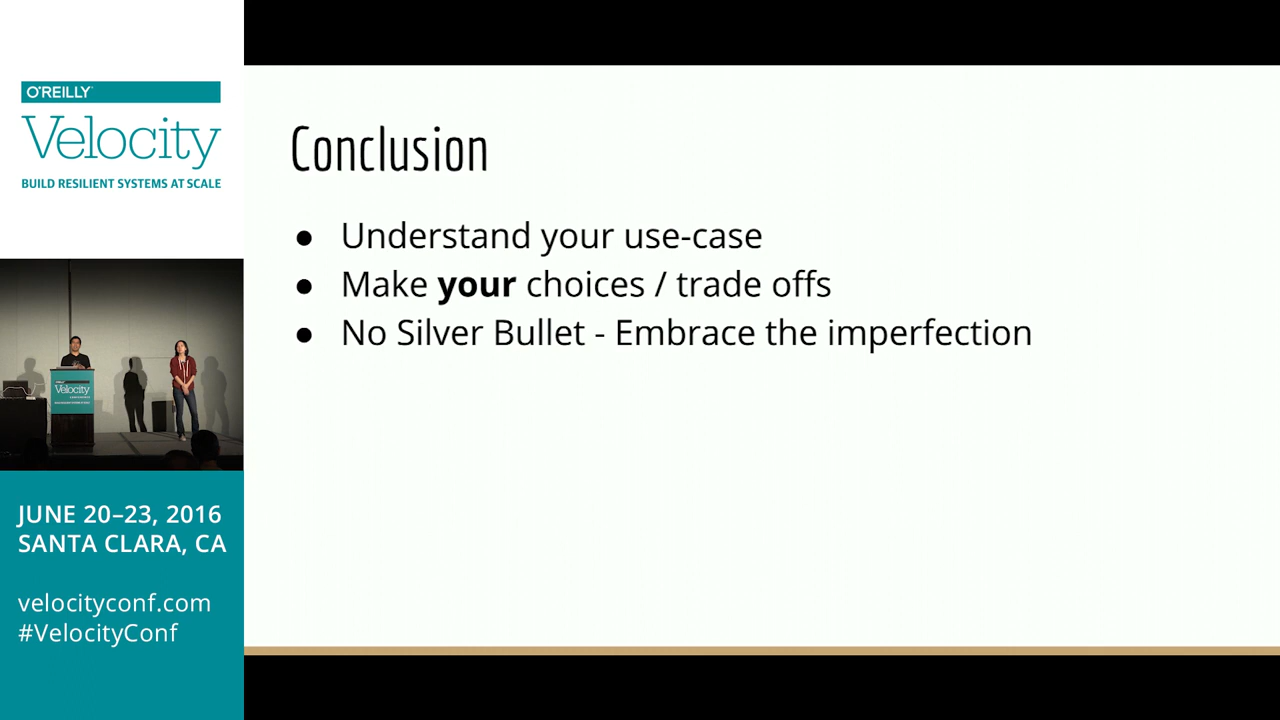 O'REILLY
Velocity
BUILD RESILIENT SYSTEMS AT SCALE
Velocity
JUNE 20–23, 2016
SANTA CLARA, CA
velocityconf.com
#VelocityConf
Conclusion
● Understand your use-case
● Make your choices / trade offs
● No Silver Bullet - Embrace the imperfection